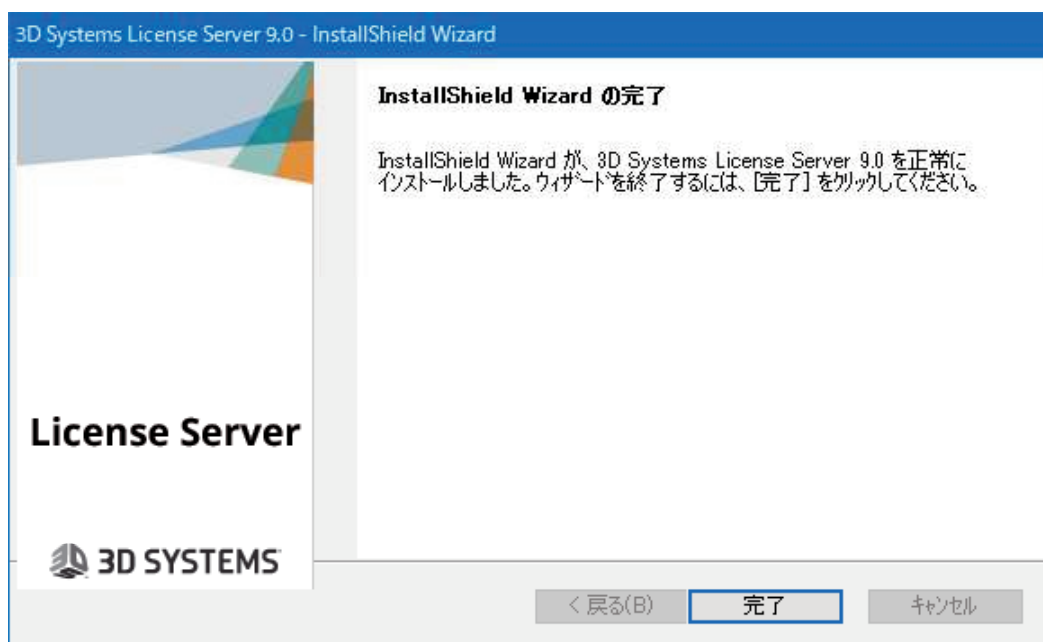 3D Systems License Server 9.0 - InstallShield Wizard
InstallShield Wizard の完了
InstallShield Wizard が、3D Systems License Server 9.0 を正常に
インストールしました。ウィザードを終了するには、[完了] をクリックしてください。
License Server
3D SYSTEMS
< 戻る(B)
完了
キャンセル